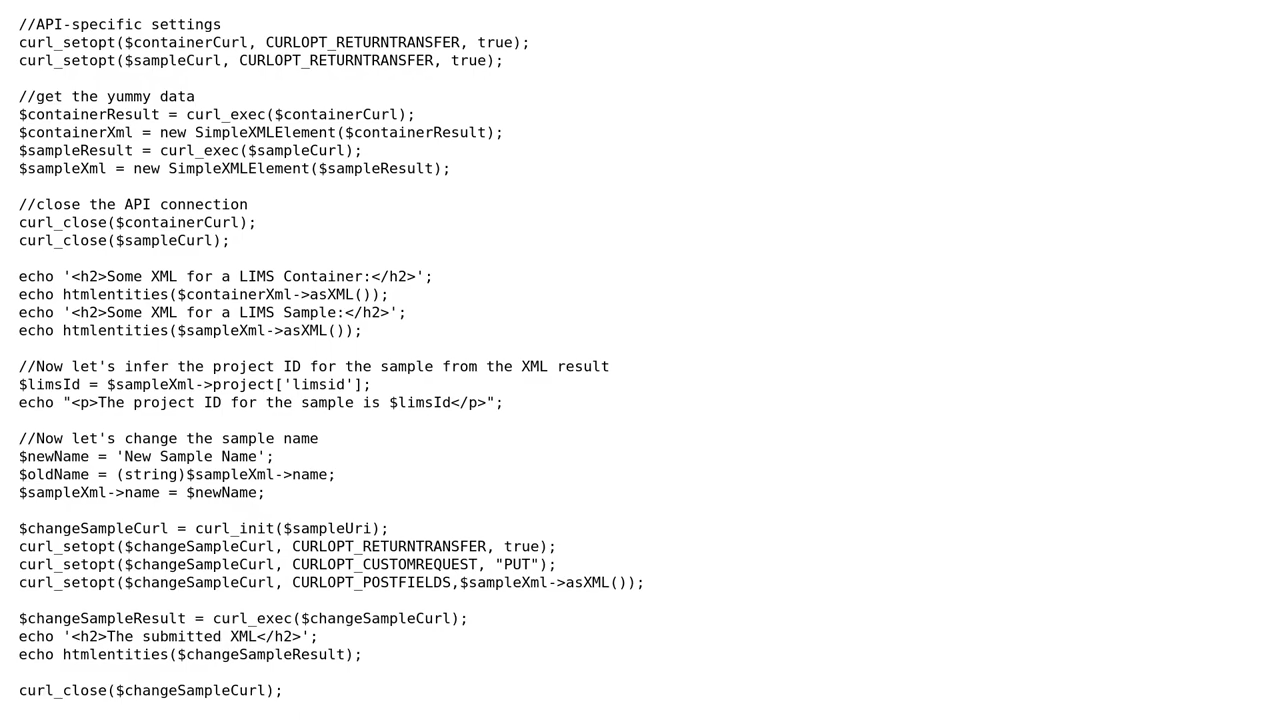 //API-specific settings
curl_setopt($containerCurl, CURLOPT_RETURNTRANSFER, true);
curl_setopt($sampleCurl, CURLOPT_RETURNTRANSFER, true);

//get the yummy data
$containerResult = curl_exec($containerCurl);
$containerXml = new SimpleXMLElement($containerResult);
$sampleResult = curl_exec($sampleCurl);
$sampleXml = new SimpleXMLElement($sampleResult);

//close the API connection
curl_close($containerCurl);
curl_close($sampleCurl);

echo '<h2>Some XML for a LIMS Container:</h2>';
echo htmlentities($containerXml->asXML());
echo '<h2>Some XML for a LIMS Sample:</h2>';
echo htmlentities($sampleXml->asXML());

//Now let's infer the project ID for the sample from the XML result
$limsId = $sampleXml->project['limsid'];
echo "<p>The project ID for the sample is $limsId</p>";

//Now let's change the sample name
$newName = 'New Sample Name';
$oldName = (string)$sampleXml->name;
$sampleXml->name = $newName;

$changeSampleCurl = curl_init($sampleUri);
curl_setopt($changeSampleCurl, CURLOPT_RETURNTRANSFER, true);
curl_setopt($changeSampleCurl, CURLOPT_CUSTOMREQUEST, "PUT");
curl_setopt($changeSampleCurl, CURLOPT_POSTFIELDS,$sampleXml->asXML());

$changeSampleResult = curl_exec($changeSampleCurl);
echo '<h2>The submitted XML</h2>';
echo htmlentities($changeSampleResult);

curl_close($changeSampleCurl);